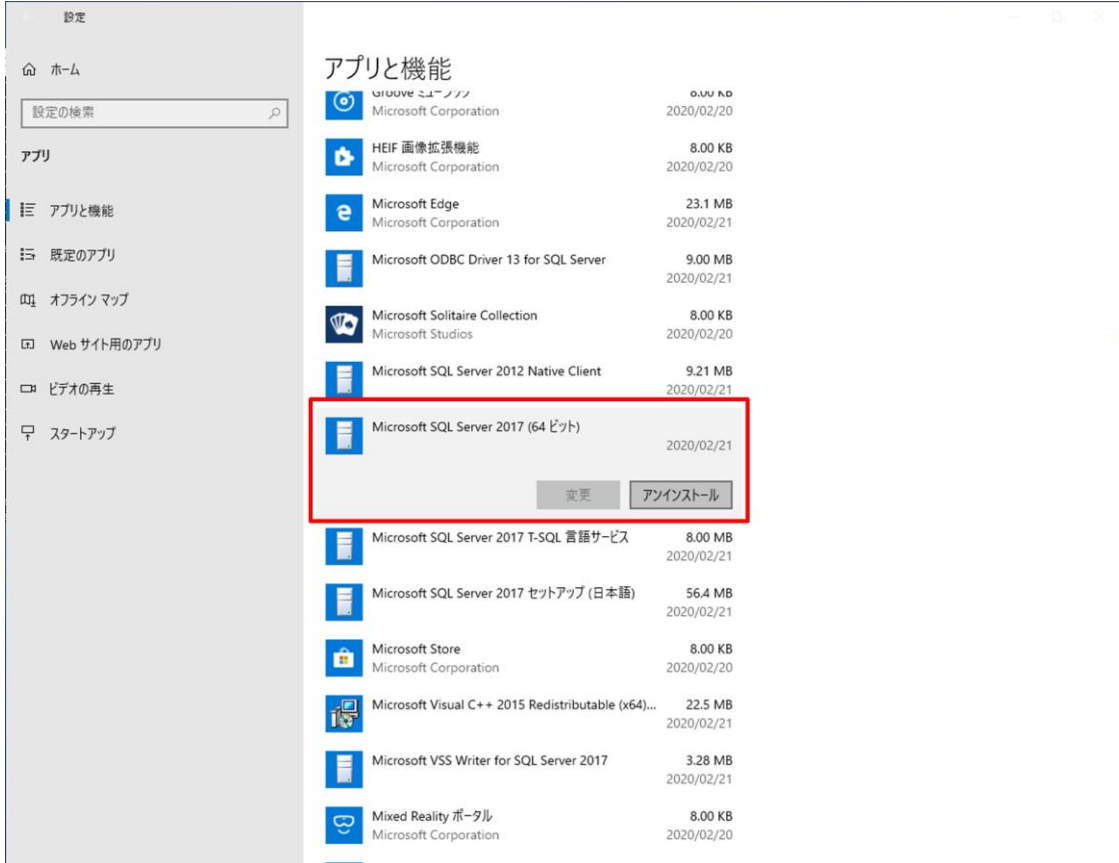 設定
ホーム
設定の検索
アプリ
アプリと機能
既定のアプリ
オフライン マップ
Web サイト用のアプリ
ビデオの再生
スタートアップ
アプリと機能
Groove ミュージック 8.00 KB
Microsoft Corporation 2020/02/20
HEIF 画像拡張機能 8.00 KB
Microsoft Corporation 2020/02/20
Microsoft Edge 23.1 MB
Microsoft Corporation 2020/02/21
Microsoft ODBC Driver 13 for SQL Server 9.00 MB
2020/02/21
Microsoft Solitaire Collection 8.00 KB
Microsoft Studios 2020/02/20
Microsoft SQL Server 2012 Native Client 9.21 MB
2020/02/21
Microsoft SQL Server 2017 (64 ビット)
2020/02/21
変更 アンインストール
Microsoft SQL Server 2017 T-SQL 言語サービス 8.00 MB
2020/02/21
Microsoft SQL Server 2017 セットアップ (日本語) 56.4 MB
2020/02/21
Microsoft Store 8.00 KB
Microsoft Corporation 2020/02/20
Microsoft Visual C++ 2015 Redistributable (x64)... 22.5 MB
2020/02/21
Microsoft VSS Writer for SQL Server 2017 3.28 MB
2020/02/21
Mixed Reality ポータル 8.00 KB
Microsoft Corporation 2020/02/20